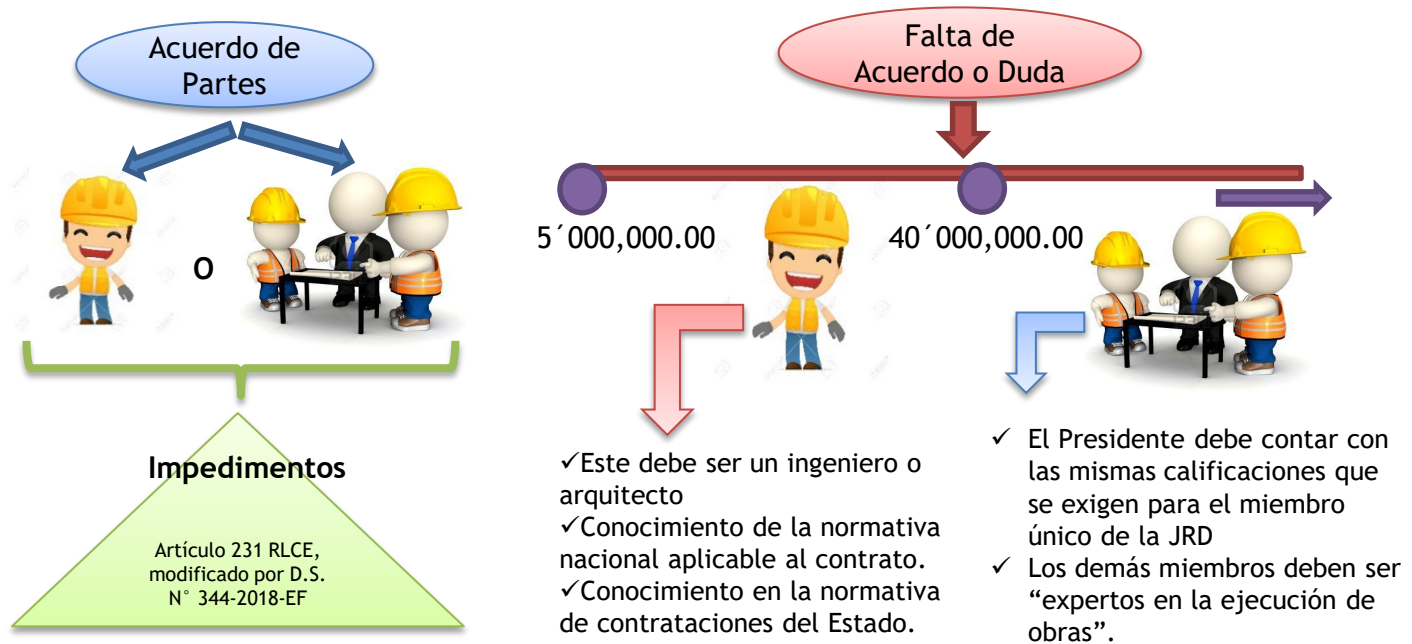 Acuerdo de
Partes
o
Impedimentos
Artículo 231 RLCE,
modificado por D.S.
N° 344-2018-EF
Falta de
Acuerdo o Duda
5´000,000.00
40´000,000.00
✓Este debe ser un ingeniero o
arquitecto
✓Conocimiento de la normativa
nacional aplicable al contrato.
✓Conocimiento en la normativa
de contrataciones del Estado.
✓ El Presidente debe contar con
las mismas calificaciones que
se exigen para el miembro
único de la JRD
✓ Los demás miembros deben ser
“expertos en la ejecución de
obras”.